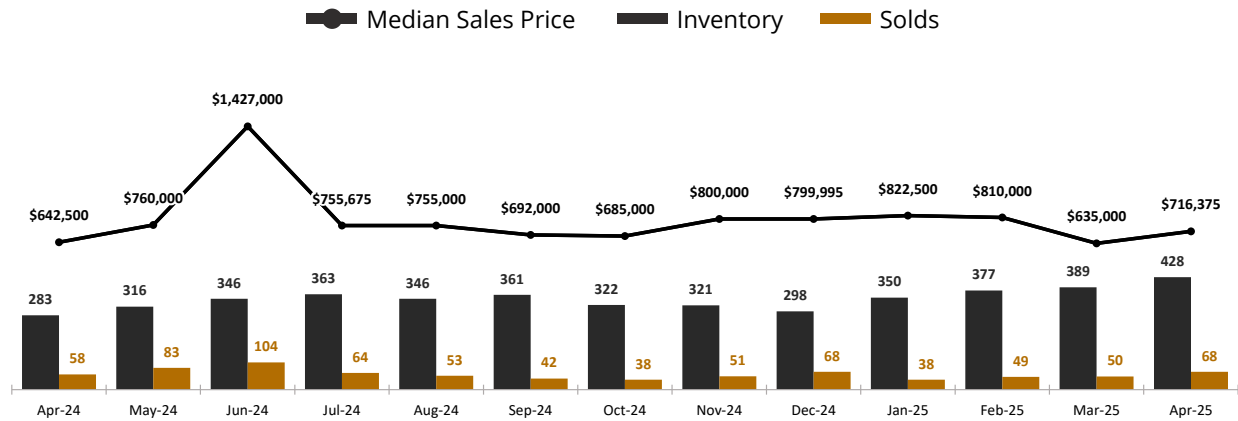 Median Sales Price Inventory Solds
$1,427,000
$642,500 $760,000 $755,675 $755,000 $692,000 $685,000 $800,000 $799,995 $822,500 $810,000 $635,000 $716,375
283 316 346 363 346 361 322 321 298 350 377 389 428
58 83 104 64 53 42 38 51 68 38 49 50 68
Apr-24 May-24 Jun-24 Jul-24 Aug-24 Sep-24 Oct-24 Nov-24 Dec-24 Jan-25 Feb-25 Mar-25 Apr-25